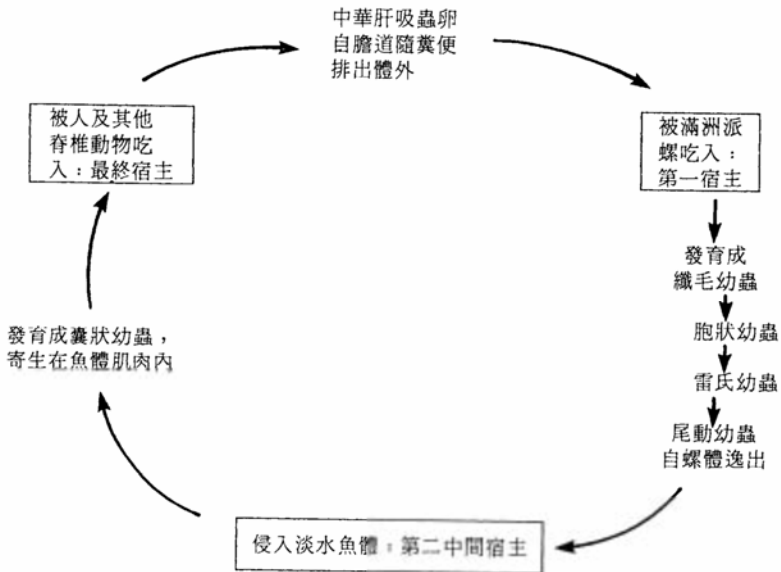 中華肝吸蟲卵
自膽道隨糞便
排出體外
被滿洲派
螺吃入：
第一宿主
發育成
纖毛幼蟲
胞狀幼蟲
雷氏幼蟲
尾動幼蟲
自螺體逸出
侵入淡水魚體：第二中間宿主
發育成囊狀幼蟲，
寄生在魚體肌肉內
被人及其他
脊椎動物吃
入：最終宿主